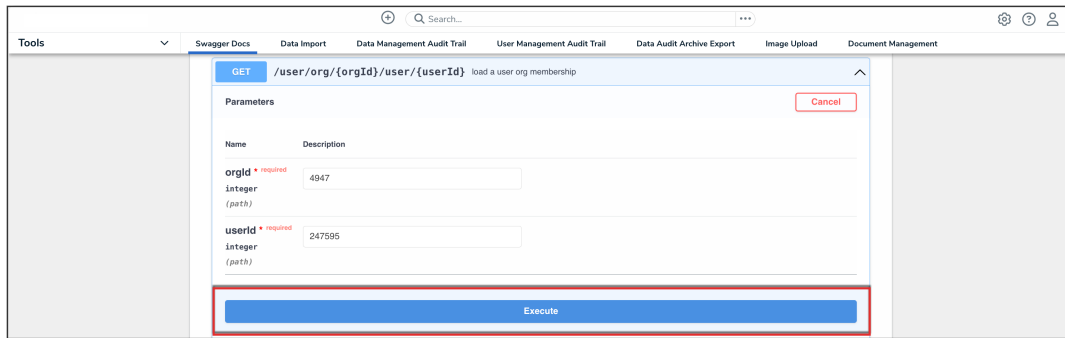 Search...
Tools
Swagger Docs Data Import Data Management Audit Trail User Management Audit Trail Data Audit Archive Export Image Upload Document Management
GET /user/org/{orgId}/user/{userId} load a user org membership
Parameters Cancel
Name Description
orgId * required
integer
(path)
4947
userId * required
integer
(path)
247595
Execute